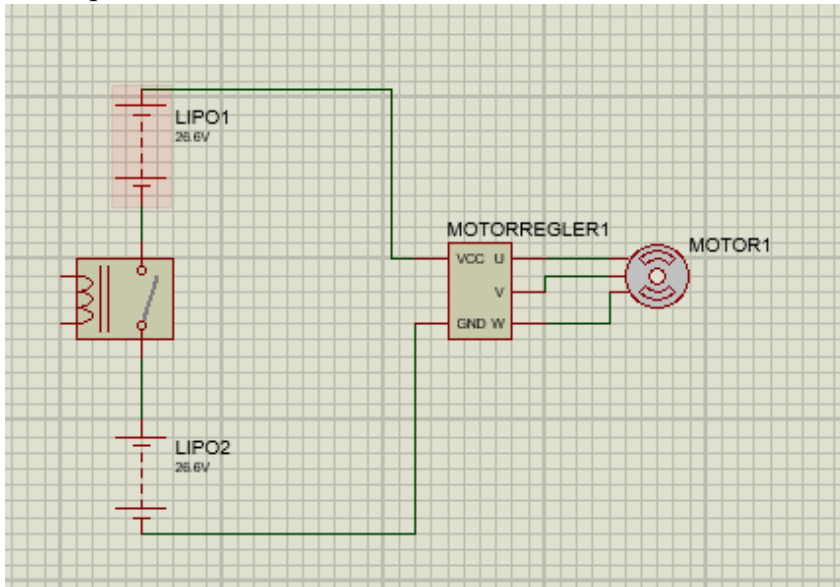 LIPO1
26.6V
MOTORREGLER1
MOTOR1
VCC U
V
GND W
LIPO2
26.6V